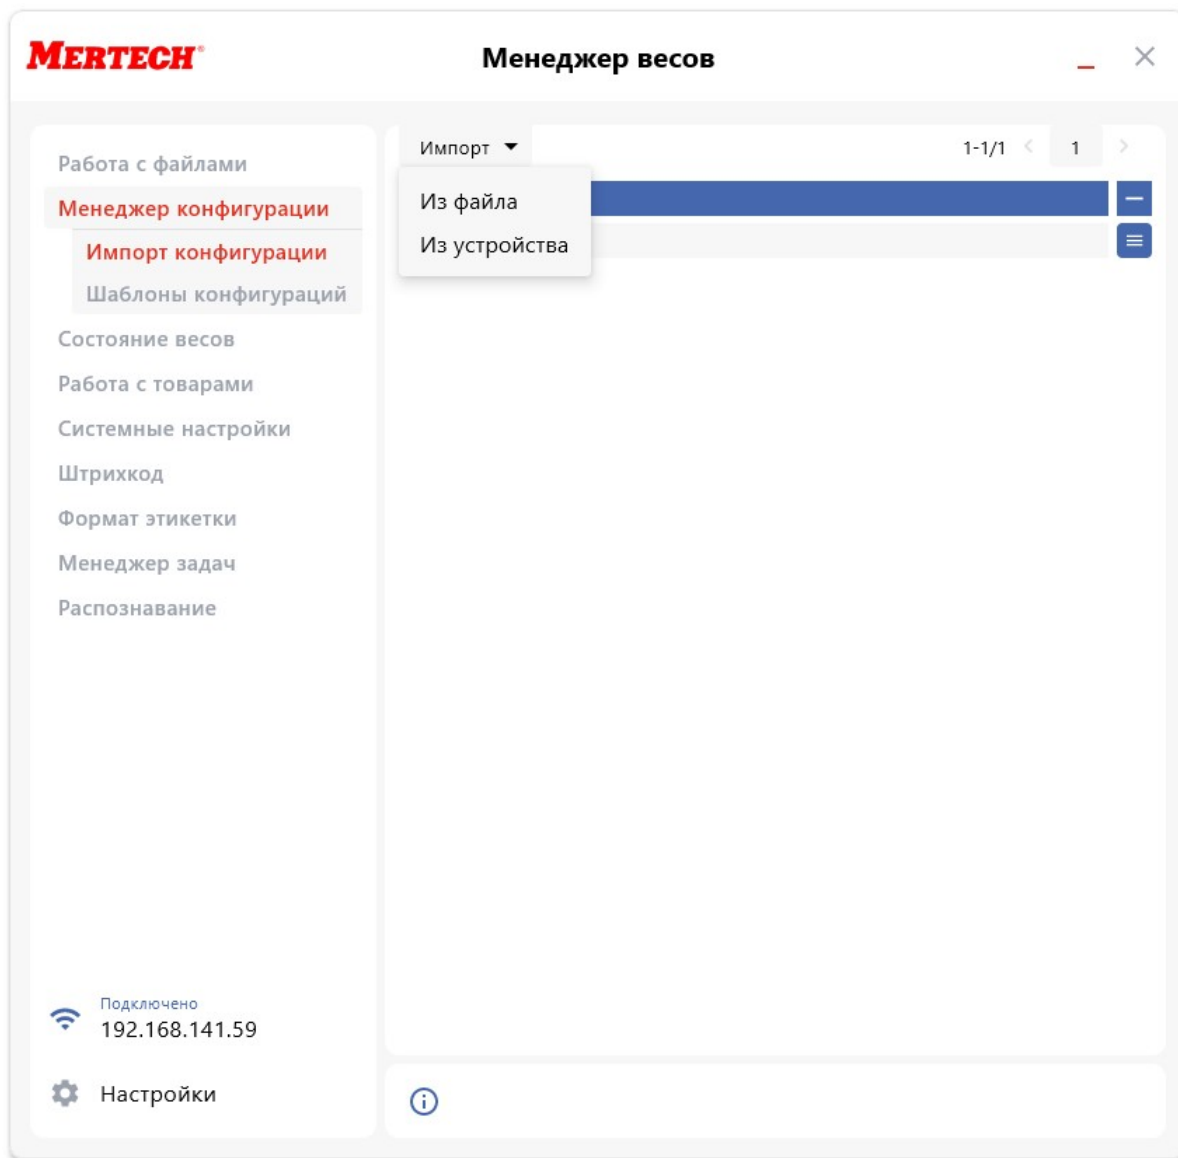 MERTECH®
Менеджер весов
Работа с файлами
Менеджер конфигурации
Импорт конфигурации
Шаблоны конфигураций
Состояние весов
Работа с товарами
Системные настройки
Штрихкод
Формат этикетки
Менеджер задач
Распознавание
Подключено
192.168.141.59
Настройки
Импорт
1-1/1 1
Из файла
Из устройства